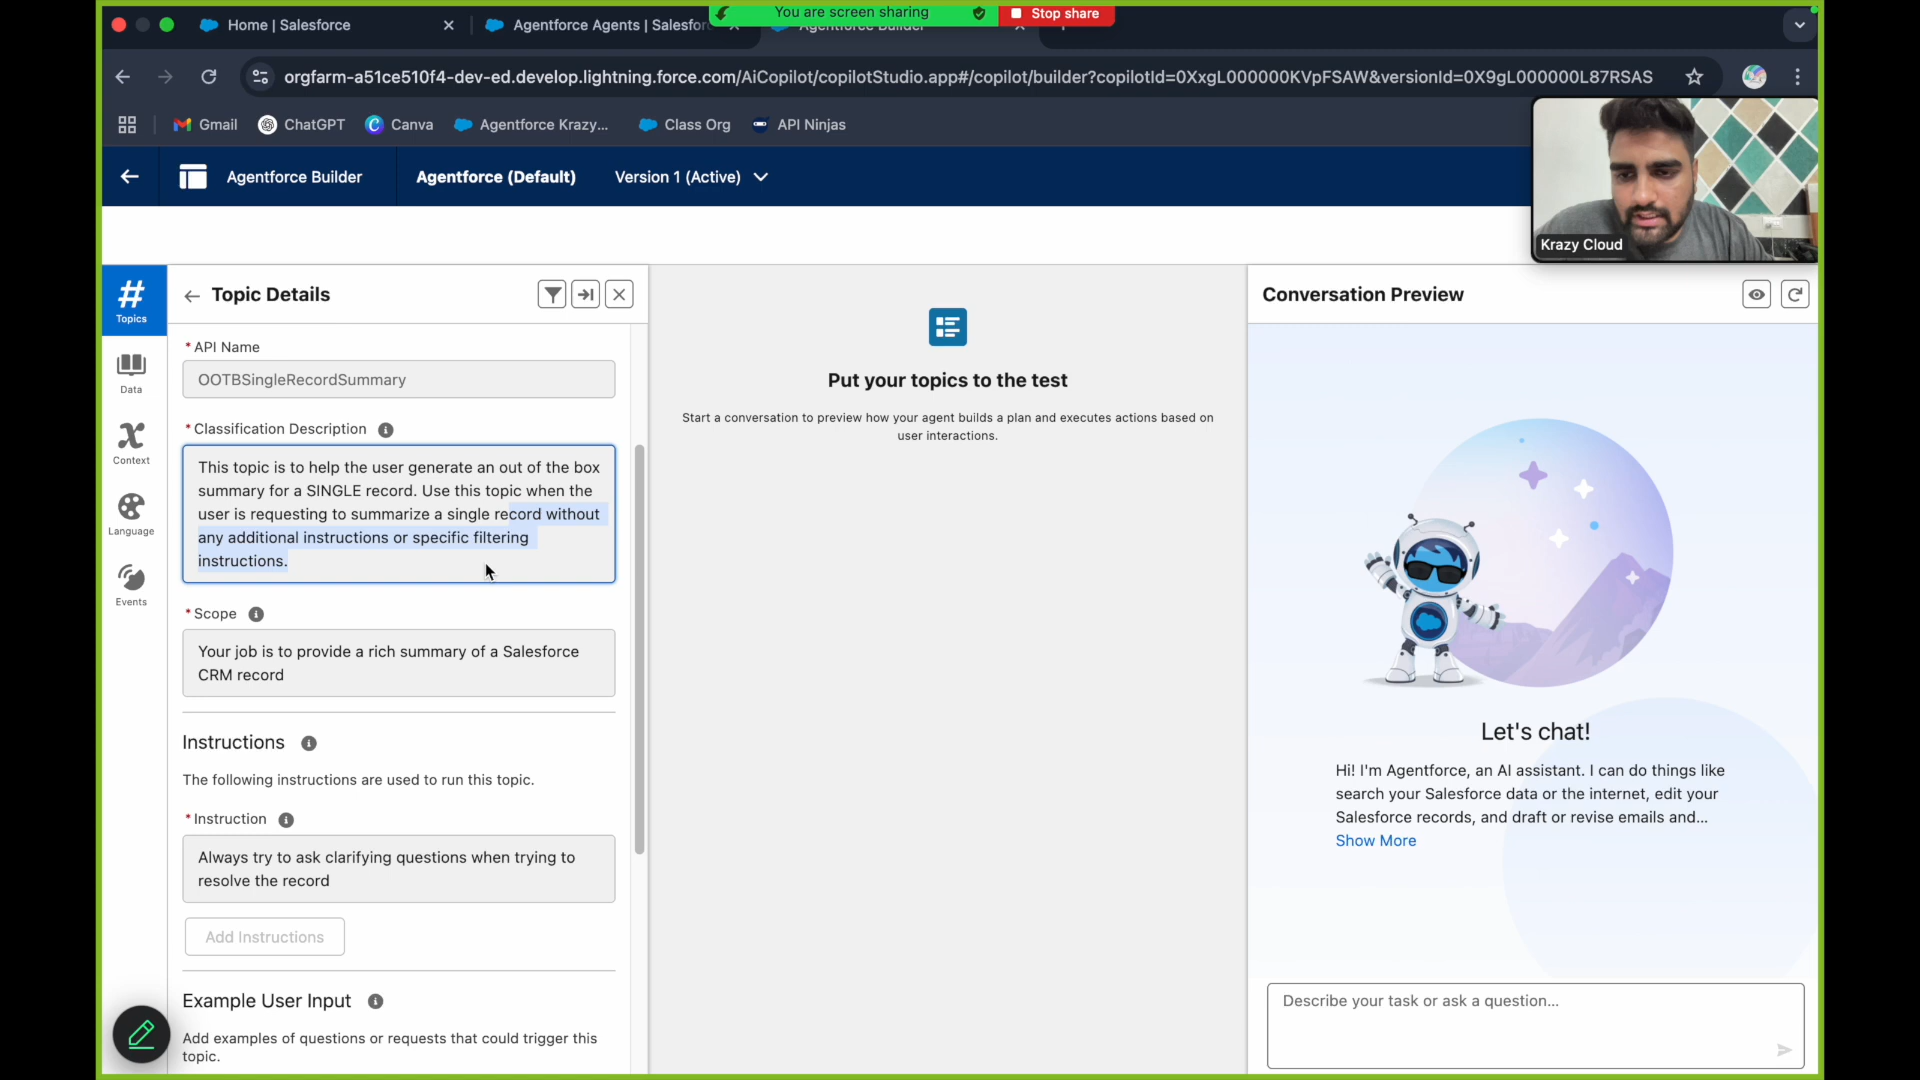 You are screen sharing
Stop share
Home | Salesforce
Agentforce Agents | Salesfor
Agentforce Builder
orgfarm-a51ce510f4-dev-ed.develop.lightning.force.com/AiCopilot/copilotStudio.app#/copilot/builder?copilotId=0XxgL000000KVpFSAW&versionId=0X9gL000000L87RSAS
Gmail
ChatGPT
Canva
Agentforce Krazy...
Class Org
API Ninjas
Agentforce Builder
Agentforce (Default)
Version 1 (Active)
Krazy Cloud
Topics
Data
Context
Language
Events
Topic Details
* API Name
OOTBSingleRecordSummary
* Classification Description
This topic is to help the user generate an out of the box
summary for a SINGLE record. Use this topic when the
user is requesting to summarize a single record without
any additional instructions or specific filtering
instructions.
* Scope
Your job is to provide a rich summary of a Salesforce
CRM record
Instructions
The following instructions are used to run this topic.
* Instruction
Always try to ask clarifying questions when trying to
resolve the record
Add Instructions
Example User Input
Add examples of questions or requests that could trigger this
topic.
Put your topics to the test
Start a conversation to preview how your agent builds a plan and executes actions based on
user interactions.
Conversation Preview
Let's chat!
Hi! I'm Agentforce, an AI assistant. I can do things like
search your Salesforce data or the internet, edit your
Salesforce records, and draft or revise emails and...
Show More
Describe your task or ask a question...